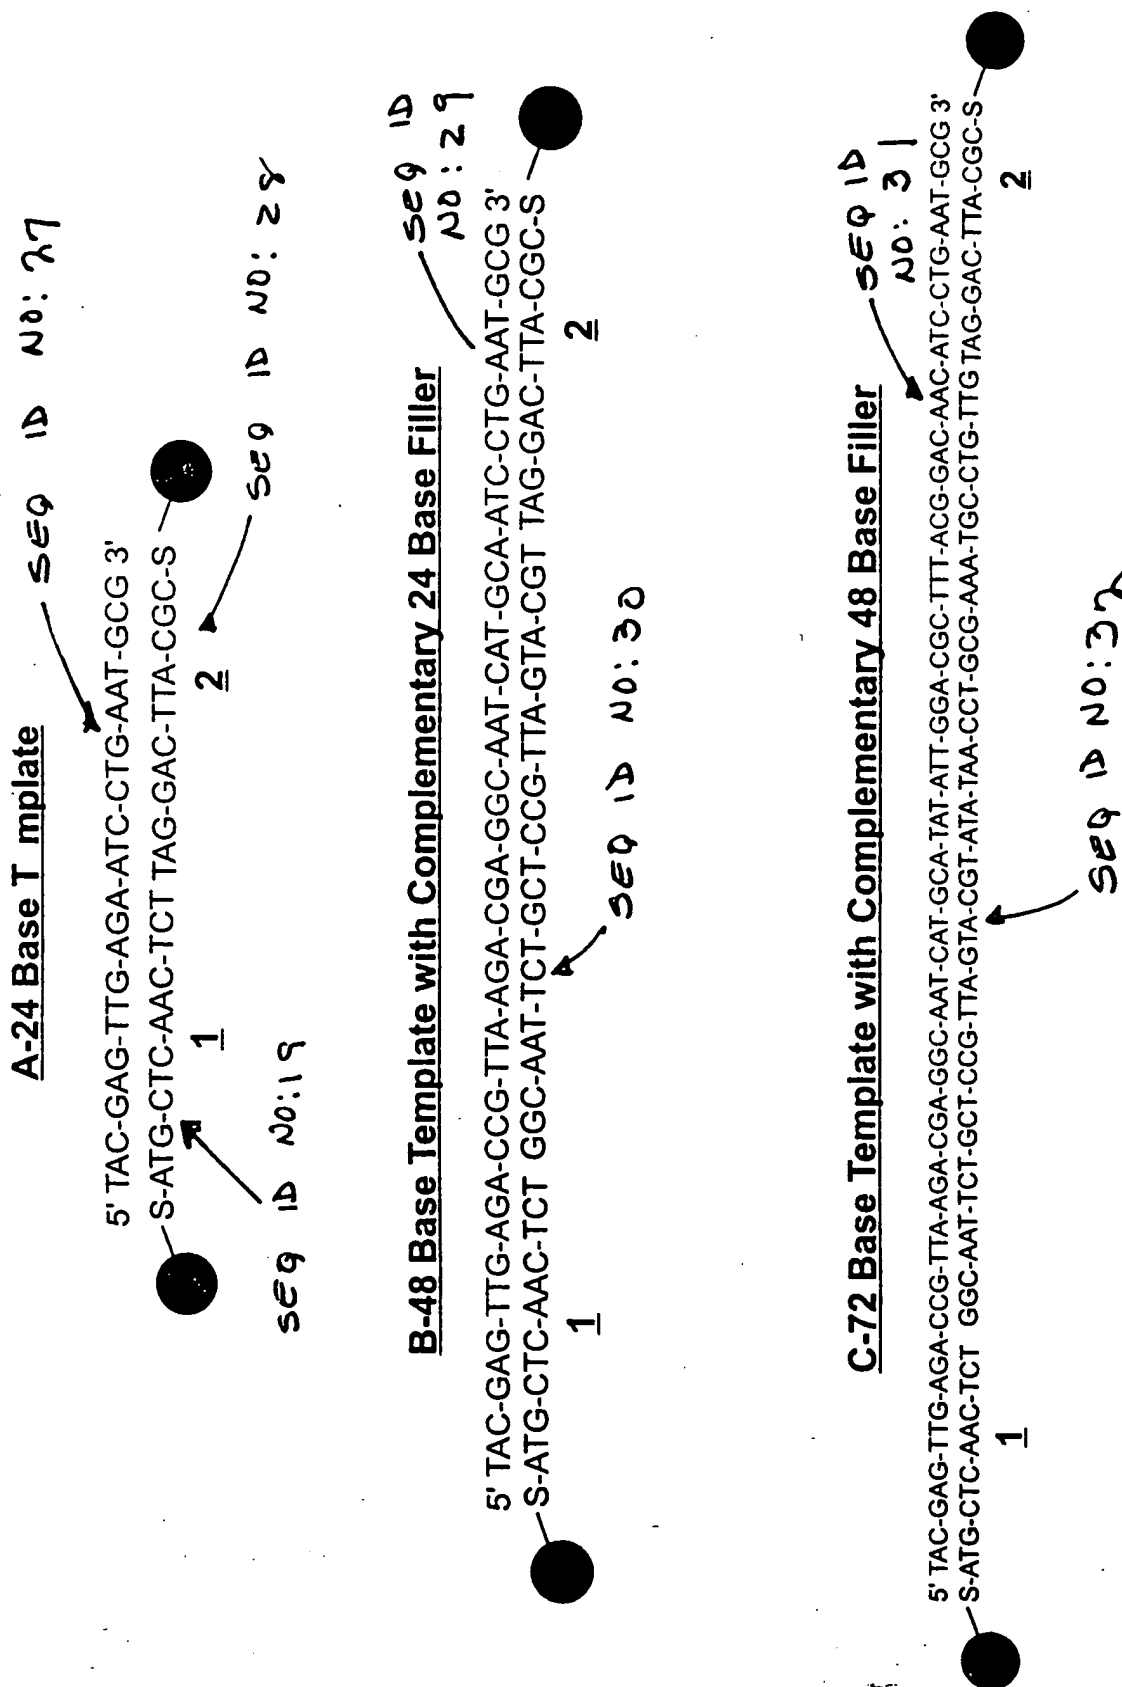 A-24 Base T mplate
SEQ ID NO: 27
5' TAC-GAG-TTG-AGA-ATC-CTG-AAT-GCG 3'
S-ATG-CTC-AAC-TCT TAG-GAC-TTA-CGC-S
1
2
SEQ ID NO:19
SEQ ID NO: 28
B-48 Base Template with Complementary 24 Base Filler
SEQ ID
NO: 29
5' TAC-GAG-TTG-AGA-CCG-TTA-AGA-CGA-GGC-AAT-CAT-GCA-ATC-CTG-AAT-GCG 3'
S-ATG-CTC-AAC-TCT GGC-AAT-TCT-GCT-CCG-TTA-GTA-CGT TAG-GAC-TTA-CGC-S
1
2
SEQ ID NO:30
C-72 Base Template with Complementary 48 Base Filler
SEQ ID
NO: 31
5' TAC-GAG-TTG-AGA-CCG-TTA-AGA-CGA-GGC-AAT-CAT-GCA-TAT-ATT-GGA-CGC-TTT-ACG-GAC-AAC-ATC-CTG-AAT-GCG 3'
S-ATG-CTC-AAC-TCT GGC-AAT-TCT-GCT-CCG-TTA-GTA-CGT-ATA-TAA-CCT-GCG-AAA-TGC-CTG-TTG TAG-GAC-TTA-CGC-S
1
2
SEQ ID NO:32